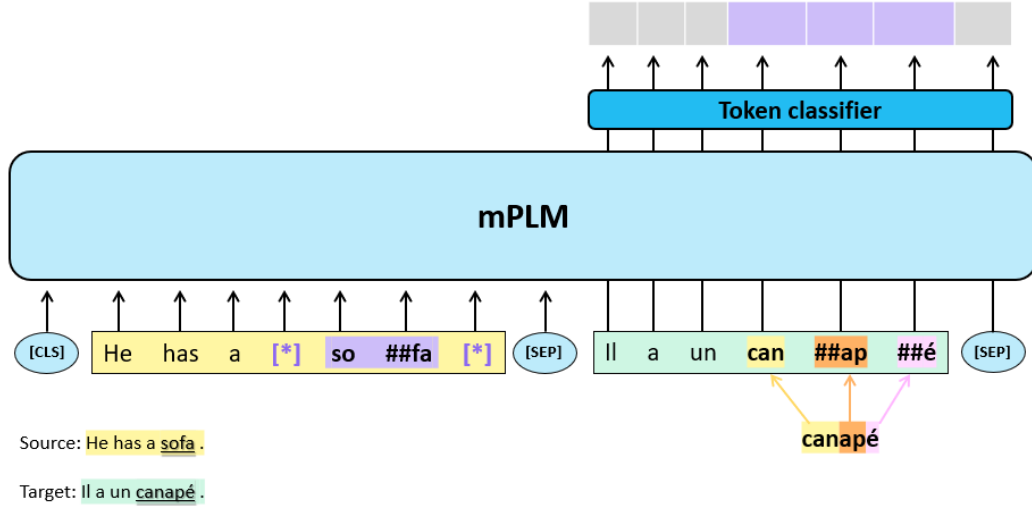 Token classifier
mPLM
[CLS] He has a [*] so ##fa [*] [SEP] Il a un can ##ap ##é [SEP]
canapé
Source: He has a sofa .
Target: Il a un canapé .